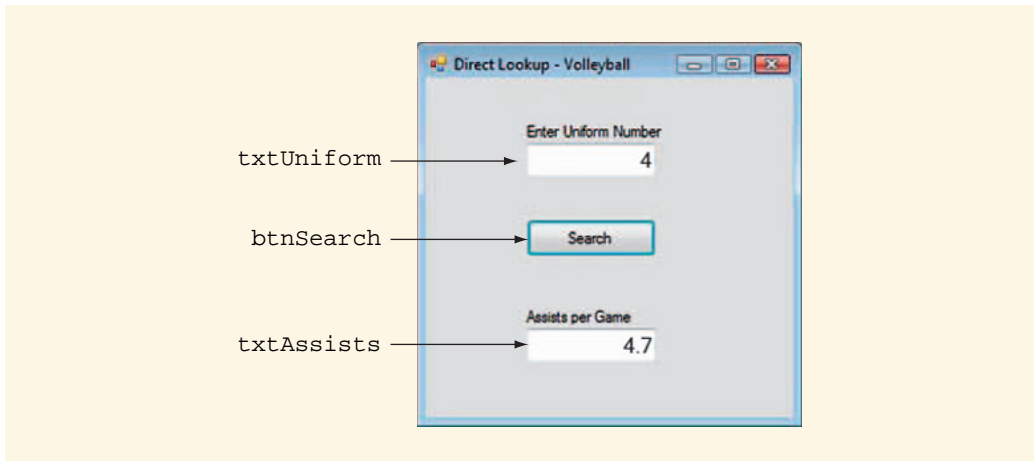 Direct Lookup - Volleyball
Enter Uniform Number
txtUniform
4
btnSearch
Search
Assists per Game
txtAssists
4.7